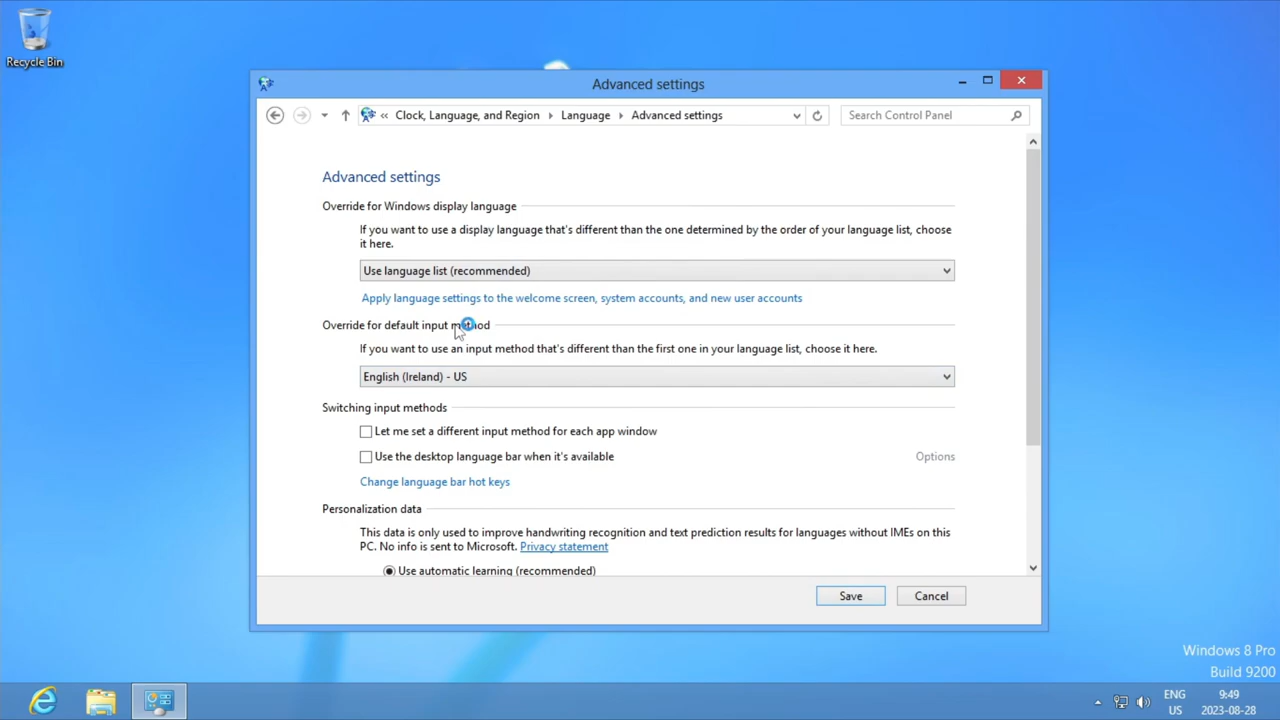 Recycle Bin
Advanced settings
« Clock, Language, and Region Language Advanced settings
Search Control Panel
Advanced settings
Override for Windows display language
If you want to use a display language that's different than the one determined by the order of your language list, choose
it here.
Use language list (recommended)
Apply language settings to the welcome screen, system accounts, and new user accounts
Override for default input method
If you want to use an input method that's different than the first one in your language list, choose it here.
English (Ireland) - US
Switching input methods
Let me set a different input method for each app window
Use the desktop language bar when it's available
Options
Change language bar hot keys
Personalization data
This data is only used to improve handwriting recognition and text prediction results for languages without IMEs on this
PC. No info is sent to Microsoft. Privacy statement
Use automatic learning (recommended)
Save
Cancel
Windows 8 Pro
Build 9200
ENG
US
9:49
2023-08-28